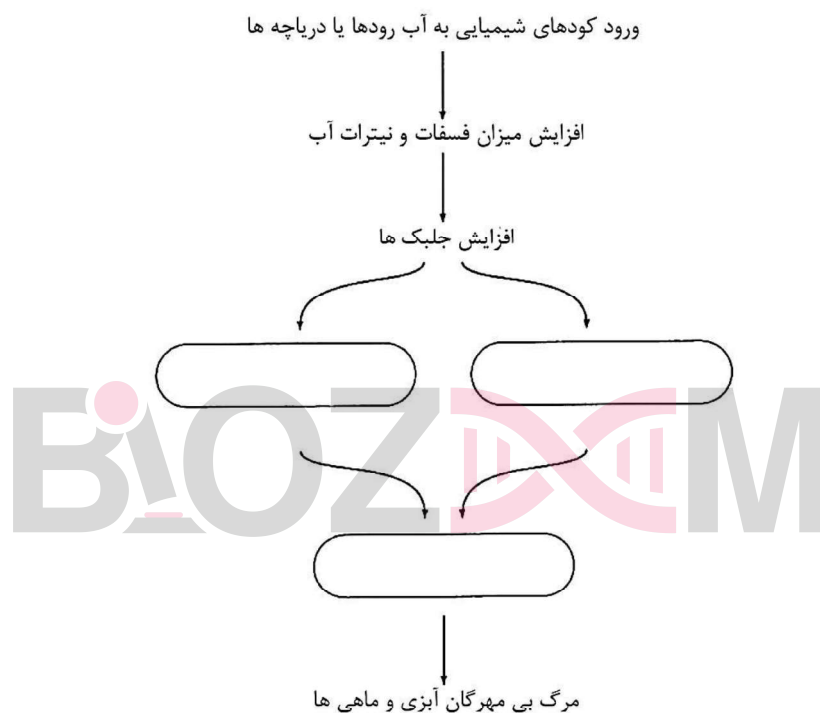 ورود کودهای شیمیایی به آب رودها یا دریاچه ها
افزایش میزان فسفات و نیترات آب
افزایش جلبک ها
BIOZOOM
مرگ بی مهرگان آبزی و ماهی ها